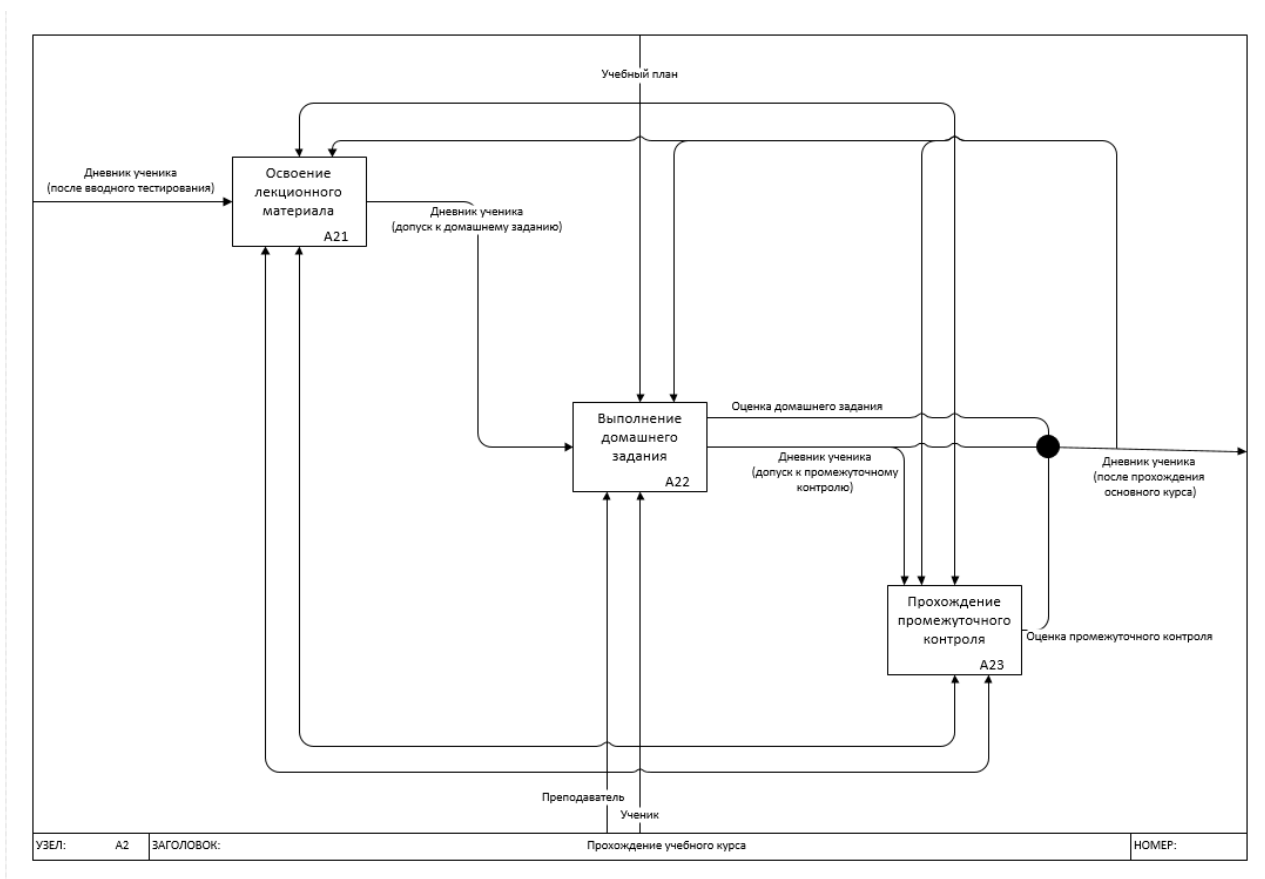 Учебный план
Дневник ученика
(после вводного тестирования)
Освоение
лекционного
материала
A21
Дневник ученика
(допуск к домашнему заданию)
Выполнение
домашнего
задания
A22
Оценка домашнего задания
Дневник ученика
(допуск к промежуточному
контролю)
Дневник ученика
(после прохождения
основного курса)
Прохождение
промежуточного
контроля
A23
Оценка промежуточного контроля
Преподаватель
Ученик
УЗЕЛ: A2 ЗАГОЛОВОК: Прохождение учебного курса НОМЕР: